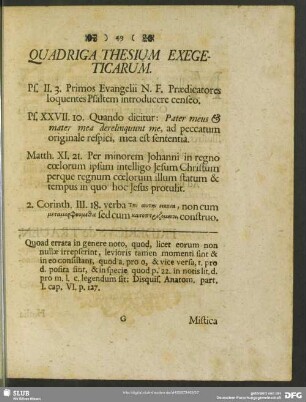 ) 49 (
QUADRIGA THESIUM EXEGE-
TICARUM.
Pſ. II. 3. Primos Evangelii N. F. Prædicatores
loquentes Pſaltem introducere cenſeo.
Pſ. XXVII. 10. Quando dicitur: Pater meus &
mater mea derelinquunt me, ad peccatum
originale reſpici, mea eſt ſententia.
Matth. XI. 21. Per minorem Johanni in regno
cœlorum ipſum intelligo Jeſum Chriſtum
perque regnum cœlorum illum ſtatum &
tempus in quo hoc Jeſus protulit.
2. Corinth. III. 18. verba non cum
ſed cum conſtruo.
Quoad errata in genere noto, quod, licet eorum non
nulla irrepſerint, levioris tamen momenti ſint &
in eo conſiſtant, quod a. pro o, & vice verſa, t. pro
d. poſita ſint, & in ſpecie quod p. 22. in notis lit. d.
pro m. l. c. legendum ſit. Diſquiſ. Anatom. part.
I. cap. VI. p. 127.
G
Miſtica
SLUB
DFG